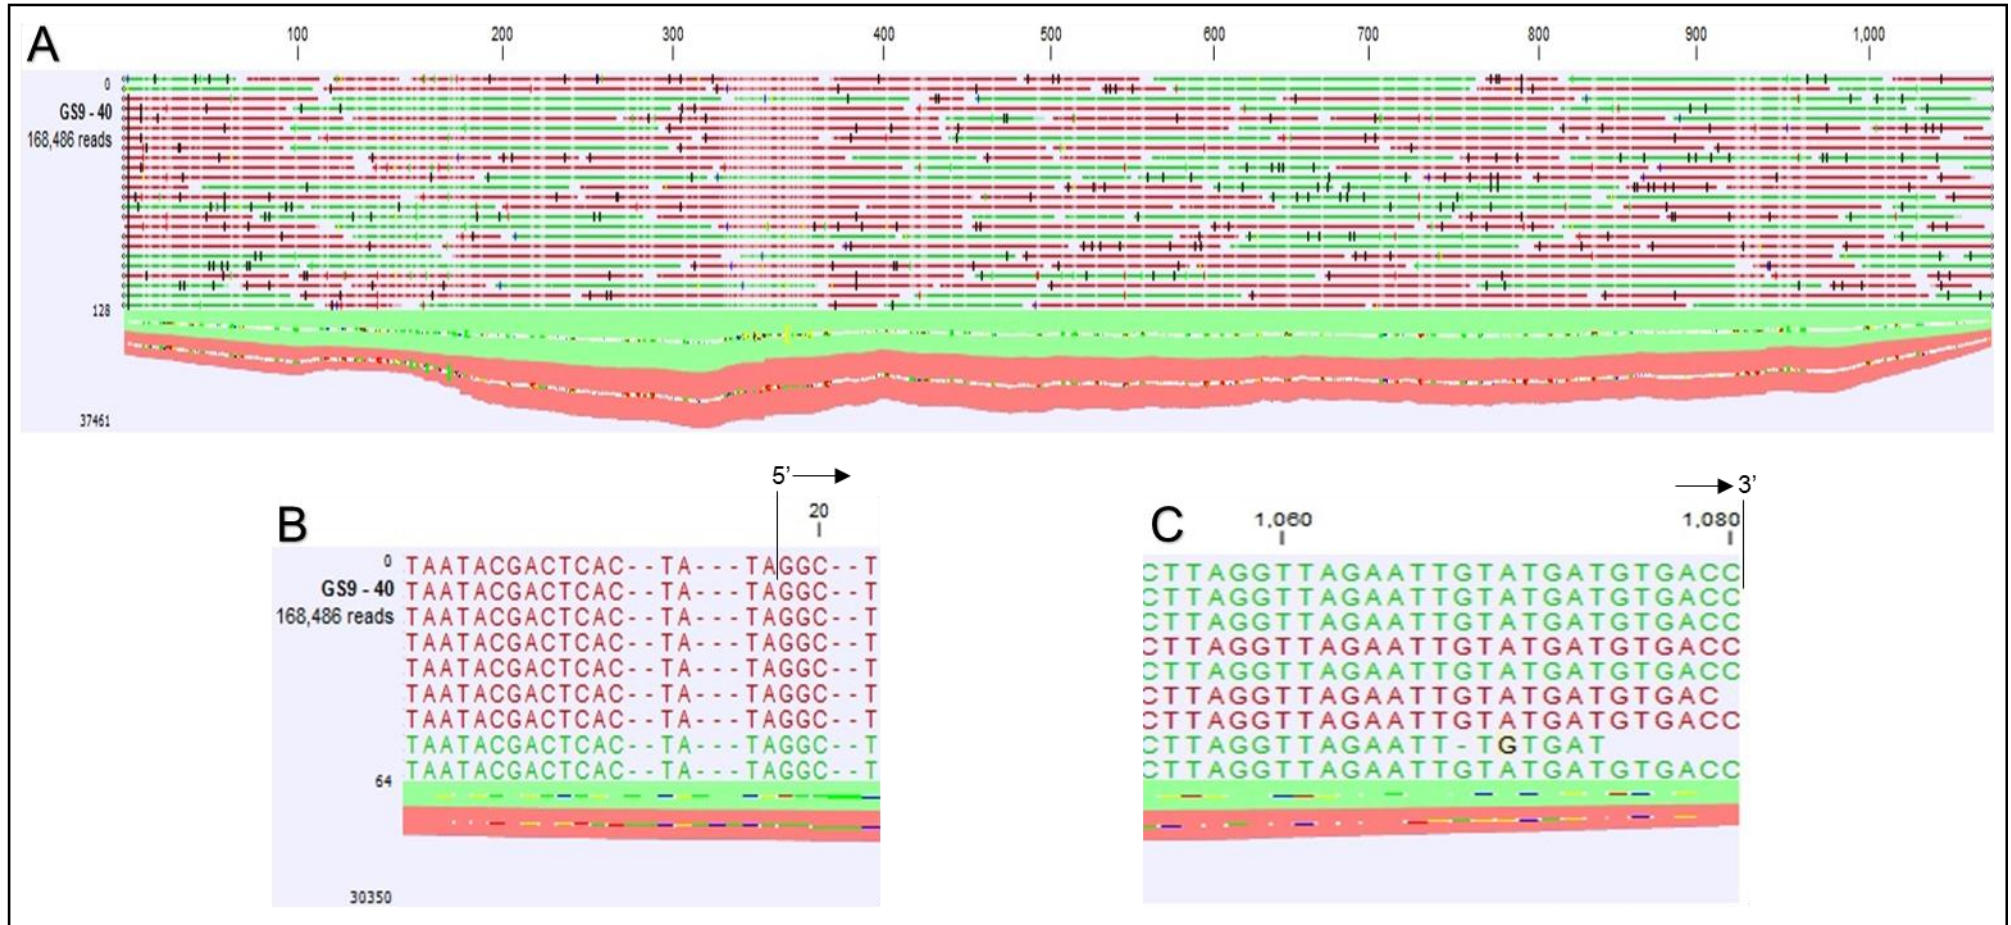 A
100 200 300 400 500 600 700 800 900 1,000
0
GS9 - 40
168,486 reads
128
37461
5’
B
20
0
GS9 - 40
168,486 reads
TAATACGACTCAC--TA---TAGGC--T
TAATACGACTCAC--TA---TAGGC--T
TAATACGACTCAC--TA---TAGGC--T
TAATACGACTCAC--TA---TAGGC--T
TAATACGACTCAC--TA---TAGGC--T
TAATACGACTCAC--TA---TAGGC--T
TAATACGACTCAC--TA---TAGGC--T
TAATACGACTCAC--TA---TAGGC--T
TAATACGACTCAC--TA---TAGGC--T
64
30350
3’
C
1,060 1,080
CTTAGGTTAGAATTGTATGATGTGACC
CTTAGGTTAGAATTGTATGATGTGACC
CTTAGGTTAGAATTGTATGATGTGACC
CTTAGGTTAGAATTGTATGATGTGACC
CTTAGGTTAGAATTGTATGATGTGACC
CTTAGGTTAGAATTGTATGATGTGAC
CTTAGGTTAGAATTGTATGATGTGACC
CTTAGGTTAGAATT-TGTGAT
CTTAGGTTAGAATTGTATGATGTGACC